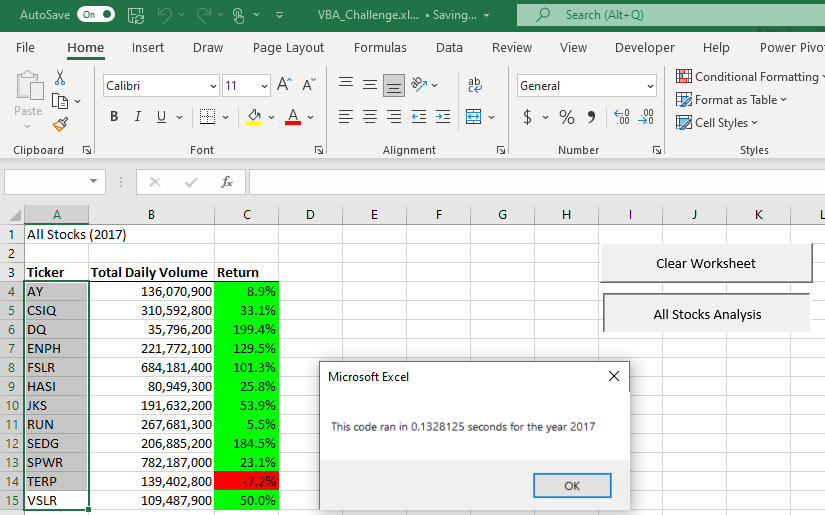 AutoSave On VBA_Challenge.xl... • Saving... Search (Alt+Q)
File Home Insert Draw Page Layout Formulas Data Review View Developer Help Power Pivot
Paste
Calibri 11 A^ A˅ ab General Conditional Formatting
B I U A $ % 9 .00 .00 Format as Table
Cell Styles
Clipboard Font Alignment Number Styles
fx
A B C D E F G H I J K L
1 All Stocks (2017)
2
3 Ticker Total Daily Volume Return
Clear Worksheet
4 AY 136,070,900 8.9%
5 CSIQ 310,592,800 33.1%
All Stocks Analysis
6 DQ 35,796,200 199.4%
7 ENPH 221,772,100 129.5%
8 FSLR 684,181,400 101.3%
9 HASI 80,949,300 25.8%
10 JKS 191,632,200 53.9%
11 RUN 267,681,300 5.5%
12 SEDG 206,885,200 184.5%
13 SPWR 782,187,000 23.1%
14 TERP 139,402,800 -7.2%
15 VSLR 109,487,900 50.0%
Microsoft Excel
This code ran in 0.1328125 seconds for the year 2017
OK